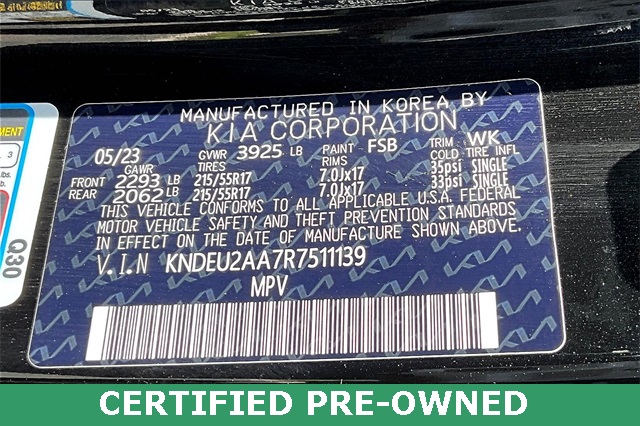 MANUFACTURED IN KOREA BY
KIA CORPORATION
05/23 GVWR 3925 LB PAINT FSB TRIM WK
GAWR TIRES RIMS COLD TIRE INFL
FRONT 2293 LB 215/55R17 7.0Jx17 35psi SINGLE
REAR 2062 LB 215/55R17 7.0Jx17 33psi SINGLE
THIS VEHICLE CONFORMS TO ALL APPLICABLE U.S.A. FEDERAL
MOTOR VEHICLE SAFETY AND THEFT PREVENTION STANDARDS
IN EFFECT ON THE DATE OF MANUFACTURE SHOWN ABOVE.
V.I.N KNDEU2AA7R7511139
MPV
Q30
CERTIFIED PRE-OWNED